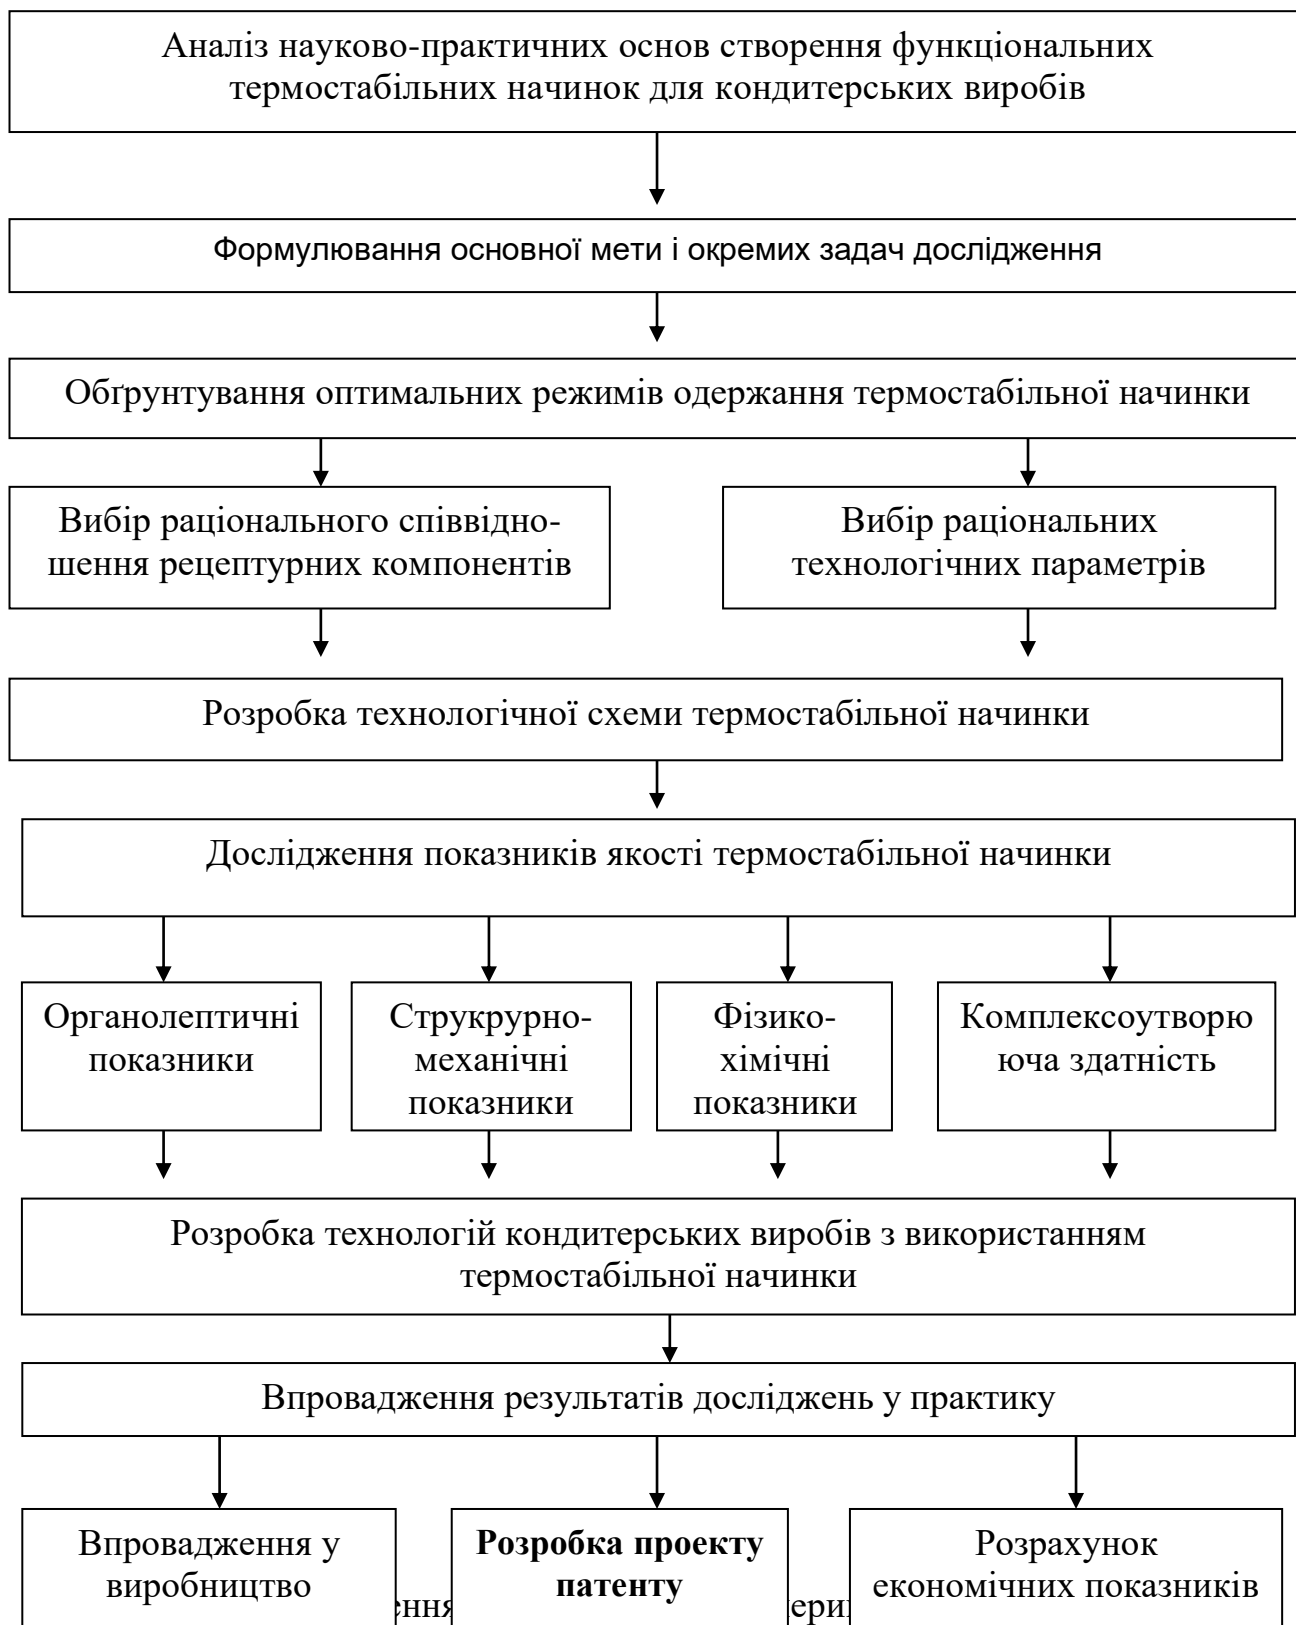 Аналіз науково-практичних основ створення функціональних
термостабільних начинок для кондитерських виробів
Формулювання основної мети і окремих задач дослідження
Обґрунтування оптимальних режимів одержання термостабільної начинки
Вибір раціонального співвідно-
шення рецептурних компонентів
Вибір раціональних
технологічних параметрів
Розробка технологічної схеми термостабільної начинки
Дослідження показників якості термостабільної начинки
Органолептичні
показники
Струкрурно-
механічні
показники
Фізико-
хімічні
показники
Комплексоутворю
юча здатність
Розробка технологій кондитерських виробів з використанням
термостабільної начинки
Впровадження результатів досліджень у практику
Впровадження у
виробництво
Розробка проекту
патенту
Розрахунок
економічних показників